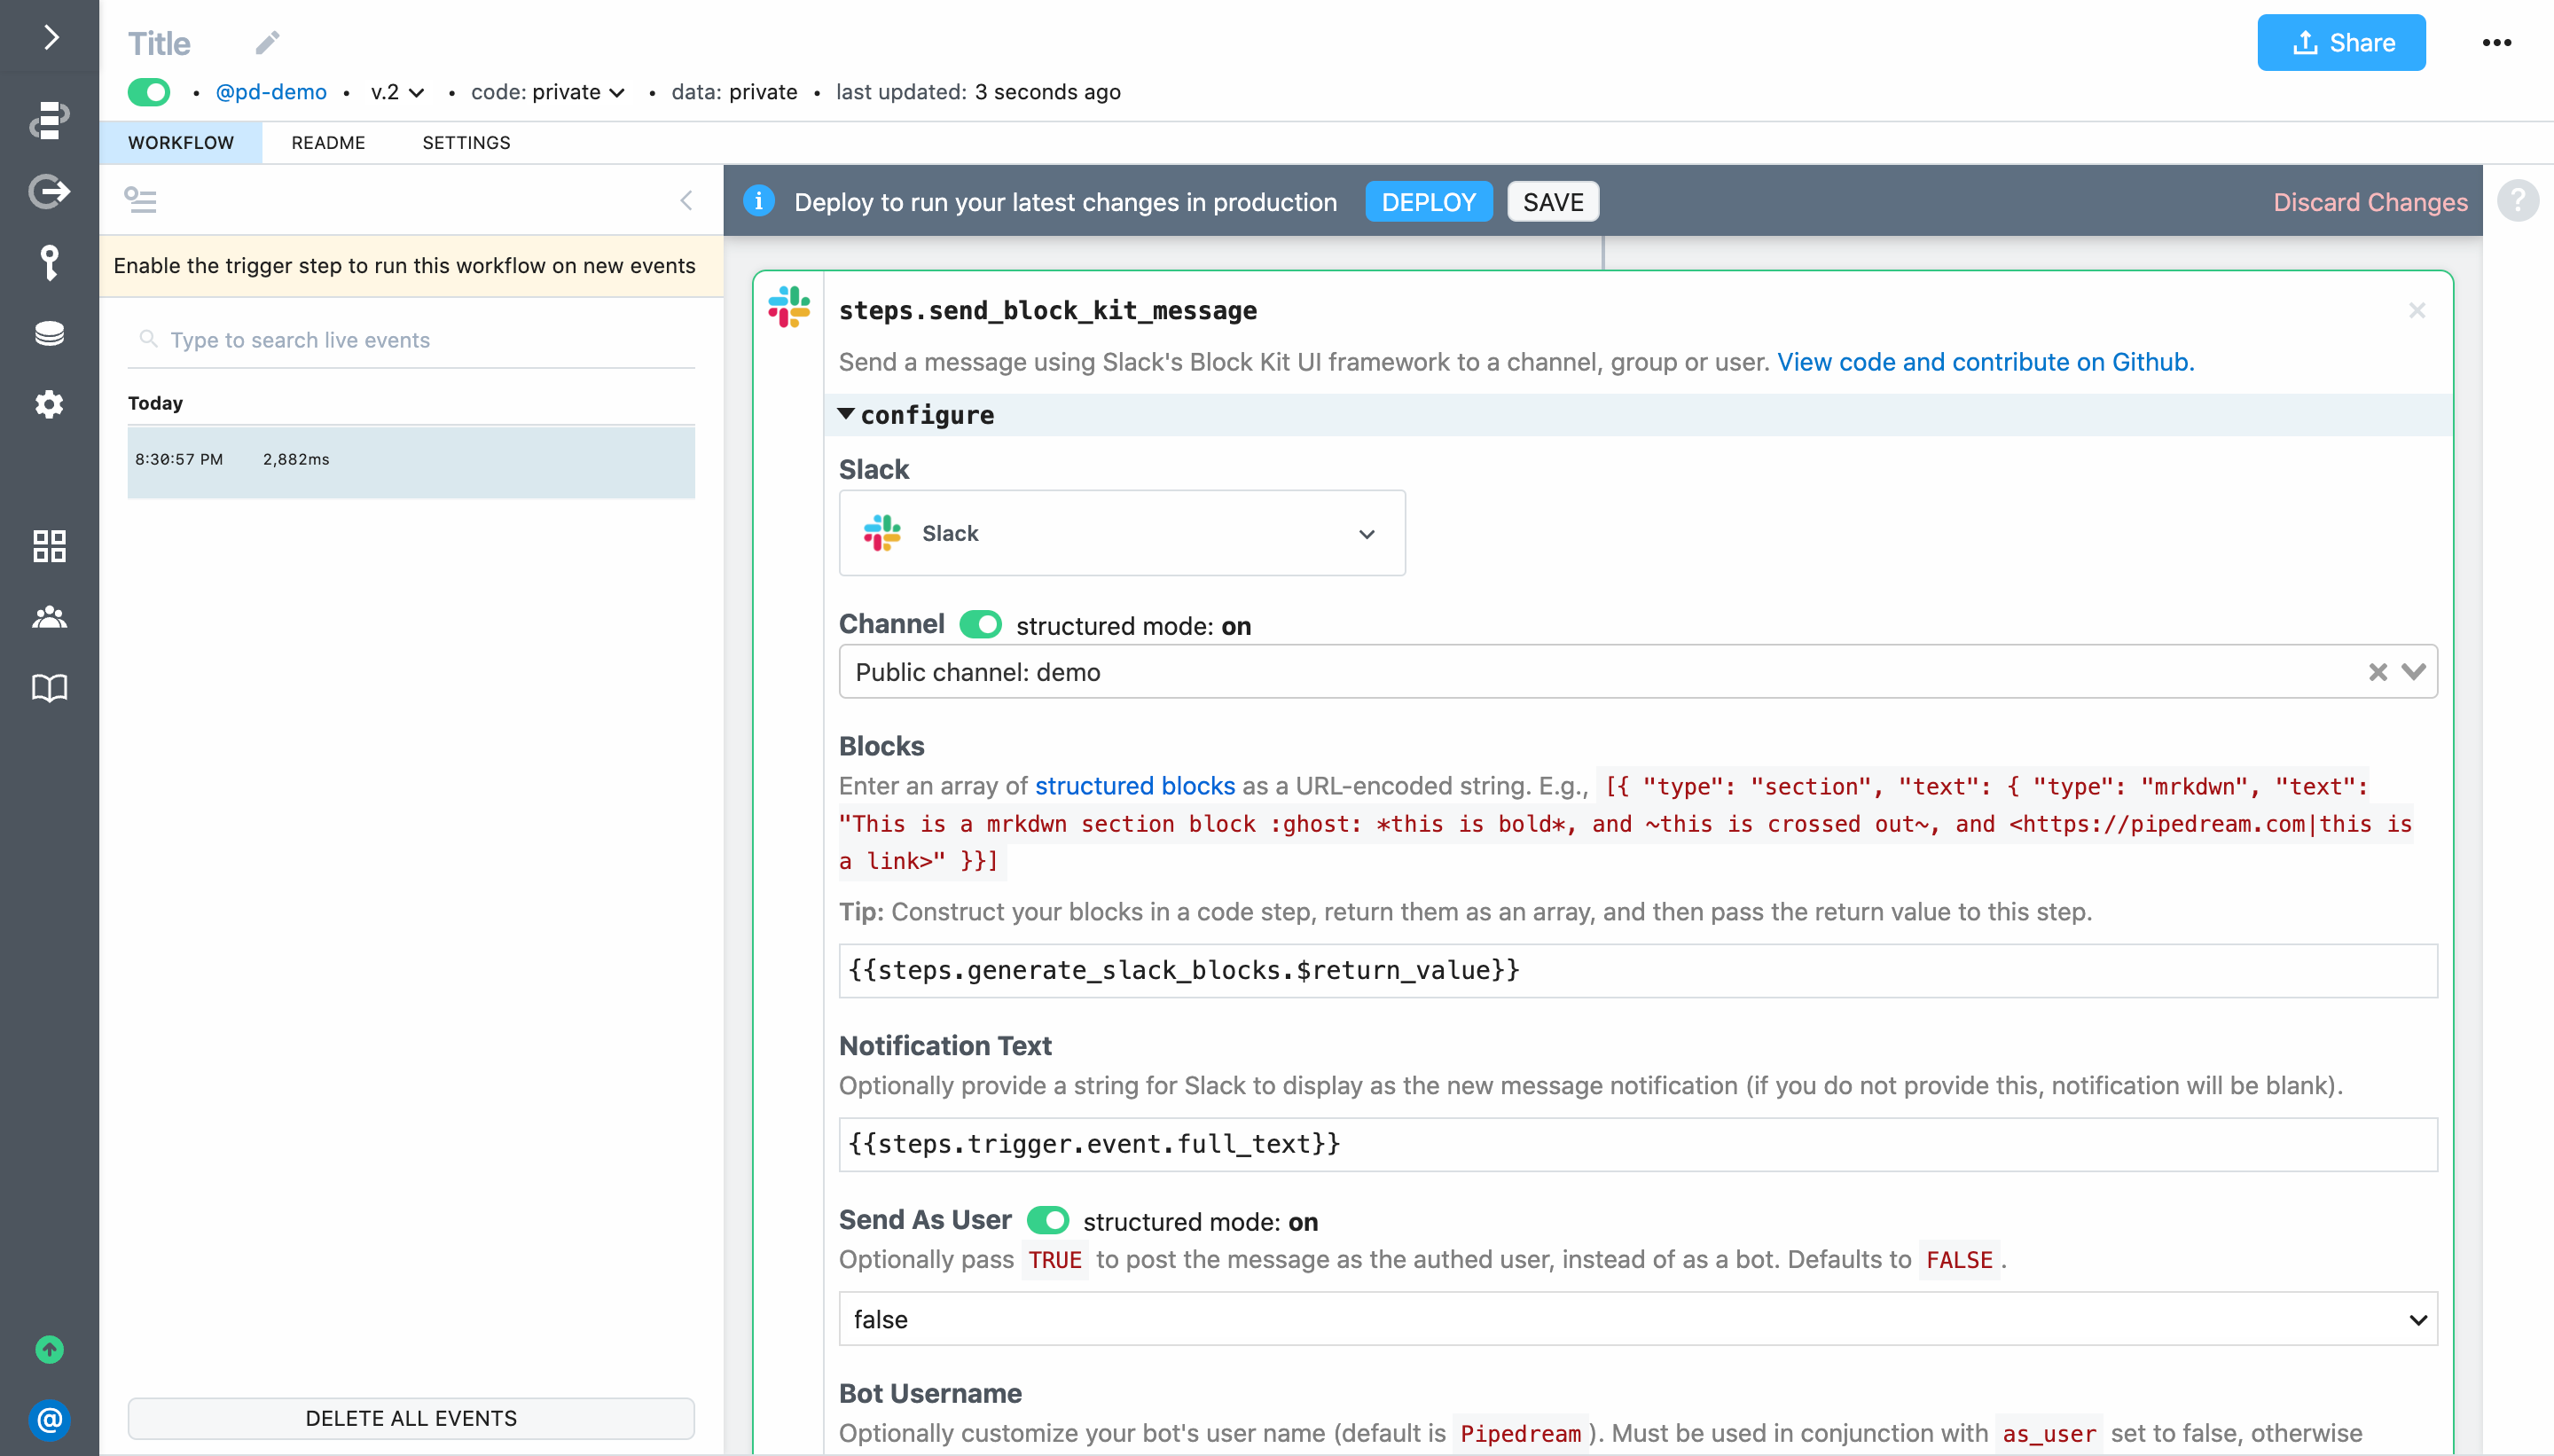 Title
Share
• @pd-demo • v.2 • code: private • data: private • last updated: 3 seconds ago
WORKFLOW README SETTINGS
i Deploy to run your latest changes in production DEPLOY SAVE Discard Changes ?
Enable the trigger step to run this workflow on new events
steps.send_block_kit_message
Type to search live events
Send a message using Slack's Block Kit UI framework to a channel, group or user. View code and contribute on Github.
Today
configure
8:30:57 PM 2,882ms
Slack
Slack
Channel structured mode: on
Public channel: demo
Blocks
Enter an array of structured blocks as a URL-encoded string. E.g., [{ "type": "section", "text": { "type": "mrkdwn", "text":
"This is a mrkdwn section block :ghost: *this is bold*, and ~this is crossed out~, and <https://pipedream.com|this is
a link>" }}]
Tip: Construct your blocks in a code step, return them as an array, and then pass the return value to this step.
{{steps.generate_slack_blocks.$return_value}}
Notification Text
Optionally provide a string for Slack to display as the new message notification (if you do not provide this, notification will be blank).
{{steps.trigger.event.full_text}}
Send As User structured mode: on
Optionally pass TRUE to post the message as the authed user, instead of as a bot. Defaults to FALSE.
false
Bot Username
DELETE ALL EVENTS
@
Optionally customize your bot's user name (default is Pipedream). Must be used in conjunction with as_user set to false, otherwise